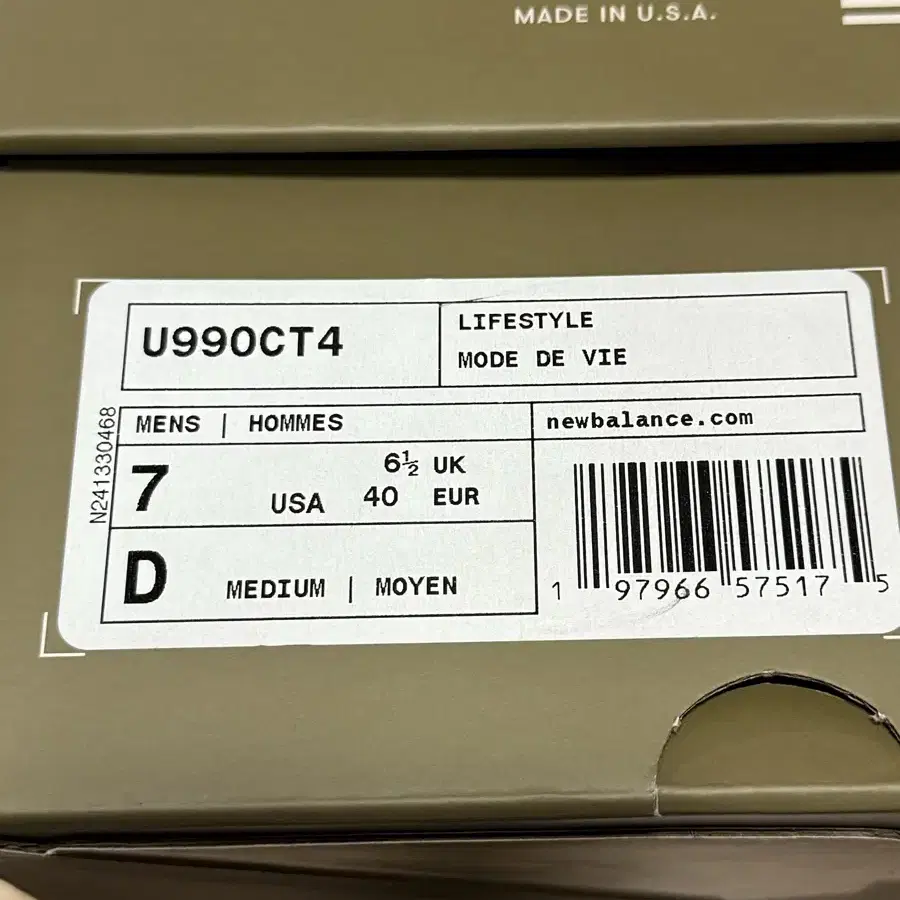 MADE IN U.S.A.
U990CT4
LIFESTYLE
MODE DE VIE
N241330468
MENS | HOMMES
newbalance.com
7
6½ UK
USA 40 EUR
D
MEDIUM | MOYEN
1 97966 57517 5